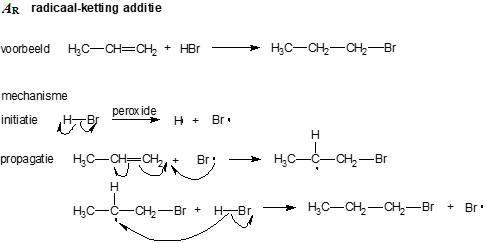 AR radicaal-ketting additie
voorbeeld H3C—CH=CH2 + HBr H3C—CH2—CH2—Br
mechanisme
initiatie H—Br peroxide H + Br•
propagatie H3C—CH=CH2 + Br• H
H3C—C—CH2—Br
•
H
H3C—C—CH2—Br + H—Br H3C—CH2—CH2—Br + Br•
•